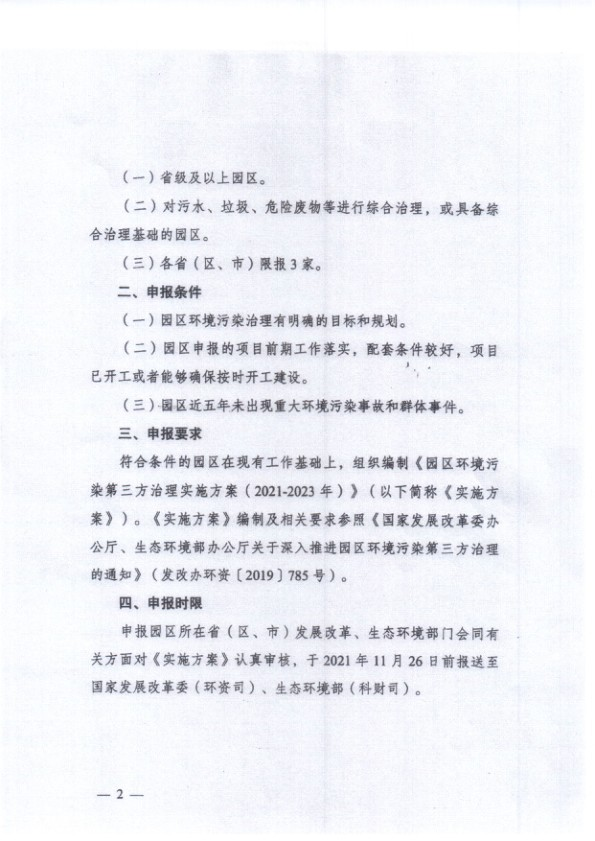 （一）省级及以上园区。
（二）对污水、垃圾、危险废物等进行综合治理，或具备综
合治理基础的园区。
（三）各省（区、市）限报3家。
二、申报条件
（一）园区环境污染治理有明确的目标和规划。
（二）园区申报的项目前期工作落实，配套条件较好，项目
已开工或者能够确保按时开工建设。
（三）园区近五年未出现重大环境污染事故和群体事件。
三、申报要求
符合条件的园区在现有工作基础上，组织编制《园区环境污
染第三方治理实施方案（2021-2023年）》（以下简称《实施方
案》）。《实施方案》编制及相关要求参照《国家发展改革委办
公厅、生态环境部办公厅关于深入推进园区环境污染第三方治理
的通知》（发改办环资〔2019〕785号）。
四、申报时限
申报园区所在省（区、市）发展改革、生态环境部门会同有
关方面对《实施方案》认真审核，于2021年11月26日前报送至
国家发展改革委（环资司）、生态环境部（科财司）。
— 2 —